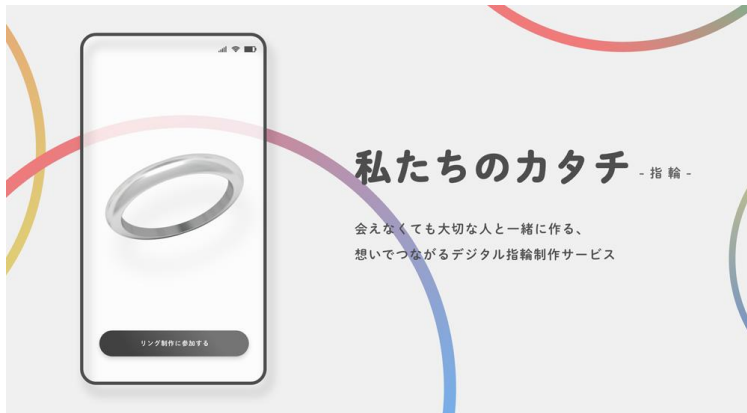 私たちのカタチ -指輪-
会えなくても大切な人と一緒に作る、
想いでつながるデジタル指輪制作サービス
リング制作に参加する